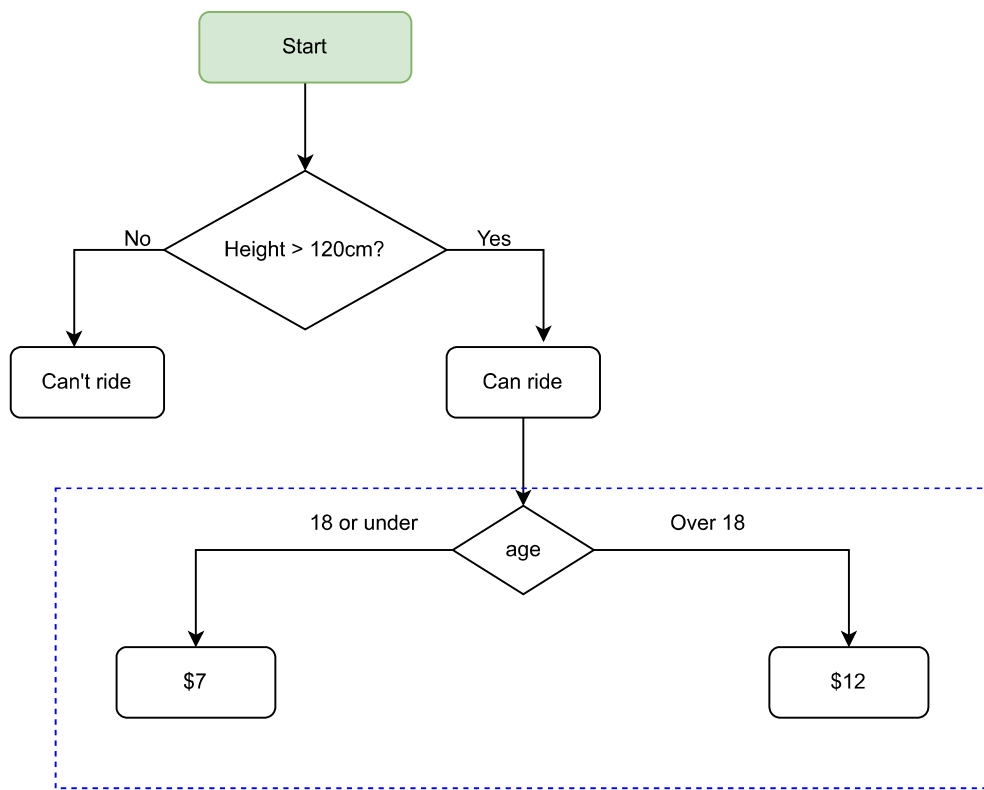 Start
No
Height > 120cm?
Yes
Can't ride
Can ride
18 or under
Over 18
age
$7
$12